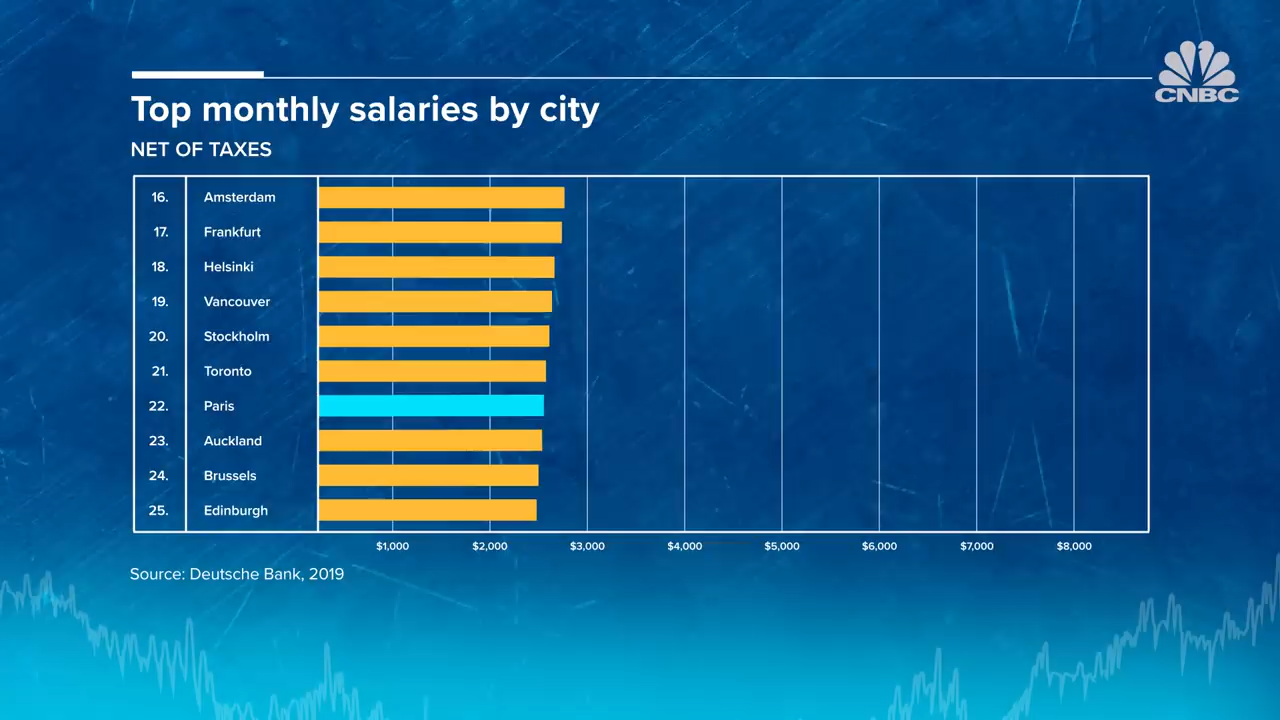 CNBC
Top monthly salaries by city
NET OF TAXES
16. Amsterdam
17. Frankfurt
18. Helsinki
19. Vancouver
20. Stockholm
21. Toronto
22. Paris
23. Auckland
24. Brussels
25. Edinburgh
$1,000 $2,000 $3,000 $4,000 $5,000 $6,000 $7,000 $8,000
Source: Deutsche Bank, 2019